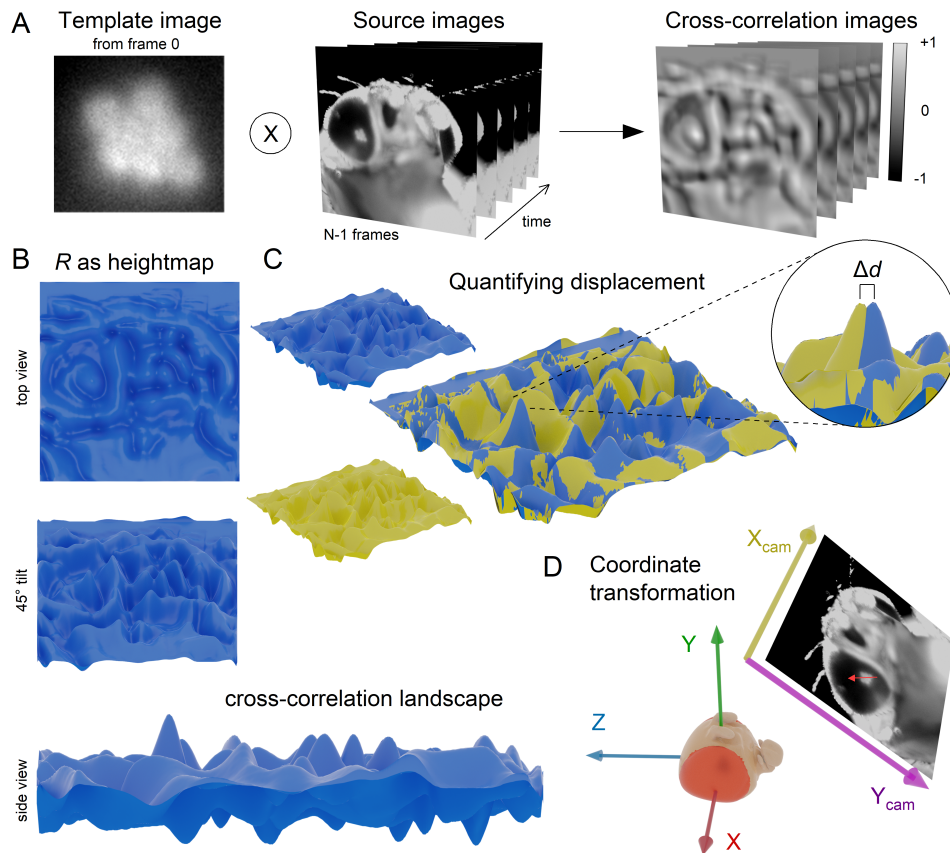 A
Template image
from frame 0
X
Source images
N-1 frames
time
Cross-correlation images
+1
0
-1
B
R as heightmap
top view
45° tilt
cross-correlation landscape
side view
C
Quantifying displacement
Δd
D
Coordinate
transformation
Xcam
Ycam
Y
Z
X